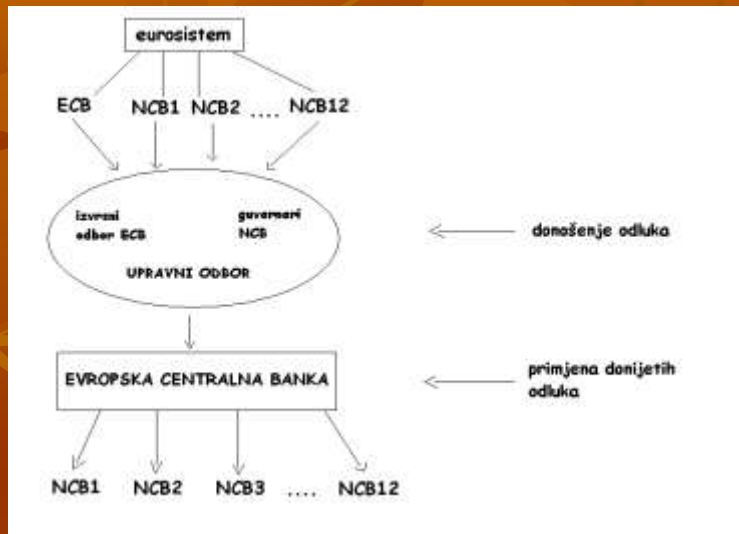 eurosistem
ECB NCB1 NCB2 .... NCB12
izvrsni
odbor ECB
guverneri
NCB
UPRAVNI ODBOR
donošenje odluka
EVROPSKA CENTRALNA BANKA
primjena donijetih
odluka
NCB1 NCB2 NCB3 .... NCB12